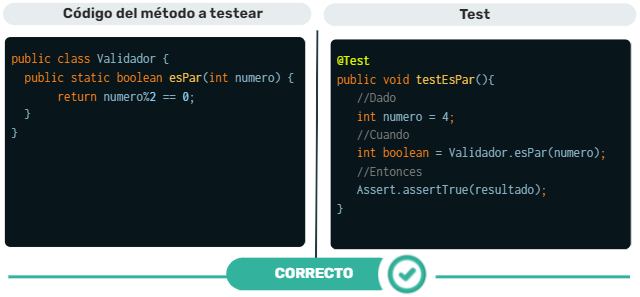 Código del método a testear
public class Validador {
public static boolean esPar(int numero) {
return numero%2 == 0;
}
}
Test
@Test
public void testEsPar(){
//Dado
int numero = 4;
//Cuando
int boolean = Validador.esPar(numero);
//Entonces
Assert.assertTrue(resultado);
}
CORRECTO